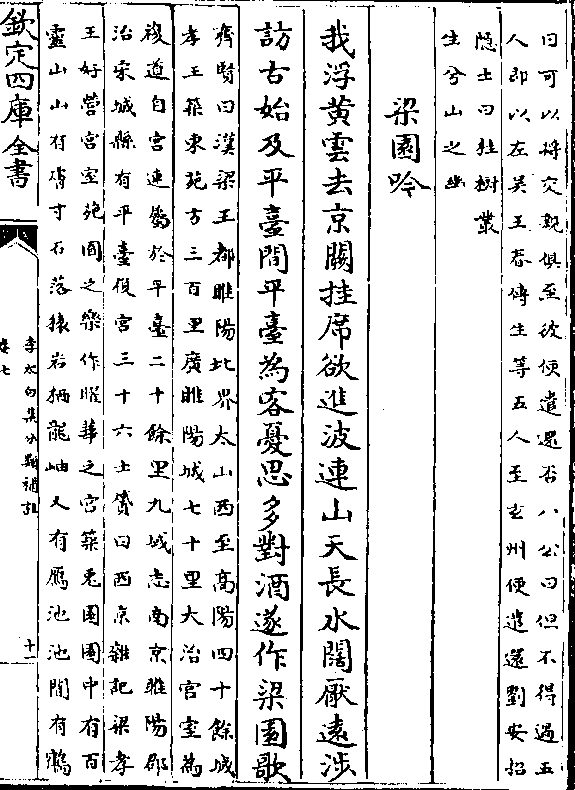 曰可以將交親俱至彼便遣還否八公曰但不得過五
人即以左吳王眷傅生等五人至玄州便遣還劉安招
隠士曰桂樹叢
生兮山之幽
梁園吟
我浮黄雲去京闕挂席欲進波連山天長水闊厭逺涉
訪古始及平臺間平臺為客憂思多對酒遂作梁園歌
齊賢曰漢梁王都睢陽北界太山西至高陽四十餘城
孝王築東苑方三百里廣睢陽城七十里大治宫室為
複道自宫連屬於平臺二十餘里九域志南京睢陽郡
治宋城縣有平臺復宫三十六士贇曰西京雜記梁孝
王好營宫室苑囿之樂作曜華之宫築兎園園中有百
靈山山有膚寸石落猿岩栖龍岫又有鴈池池間有鶴
欽定四庫全書
李太白集分類補註
卷七
十